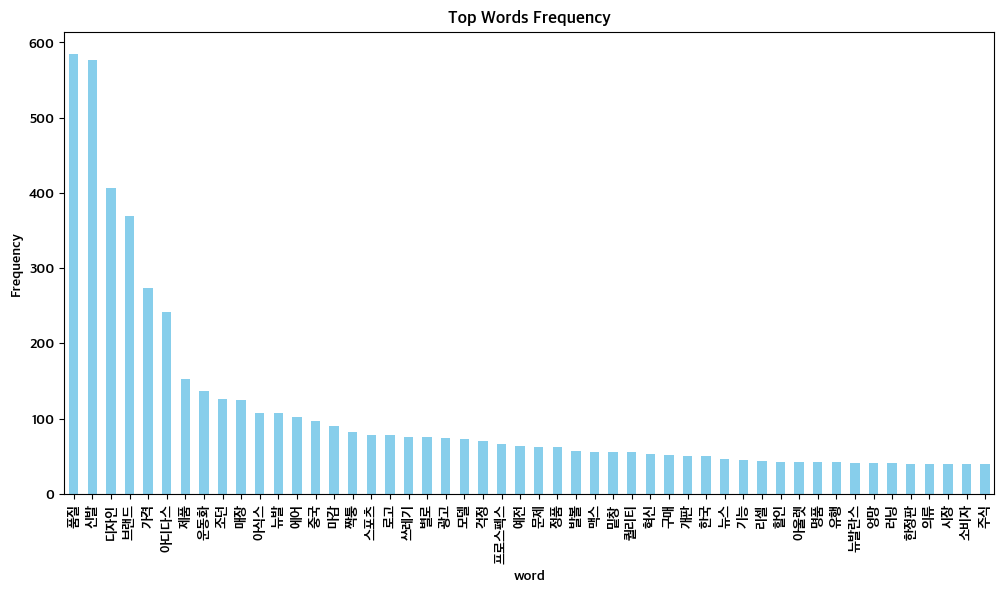 Top Words Frequency
Frequency
600
500
400
300
200
100
0
품질
신발
디자인
브랜드
가격
아디다스
제품
운동화
조던
매장
아식스
뉴발
에어
중국
마감
짝퉁
스포츠
로고
쓰레기
별로
광고
모델
걱정
프로스펙스
예전
문제
정품
발볼
맥스
밑창
퀄리티
혁신
구매
개판
한국
뉴스
기능
리셀
할인
아울렛
명품
유행
뉴발란스
양말
러닝
한정판
의류
시장
소비자
주식
word